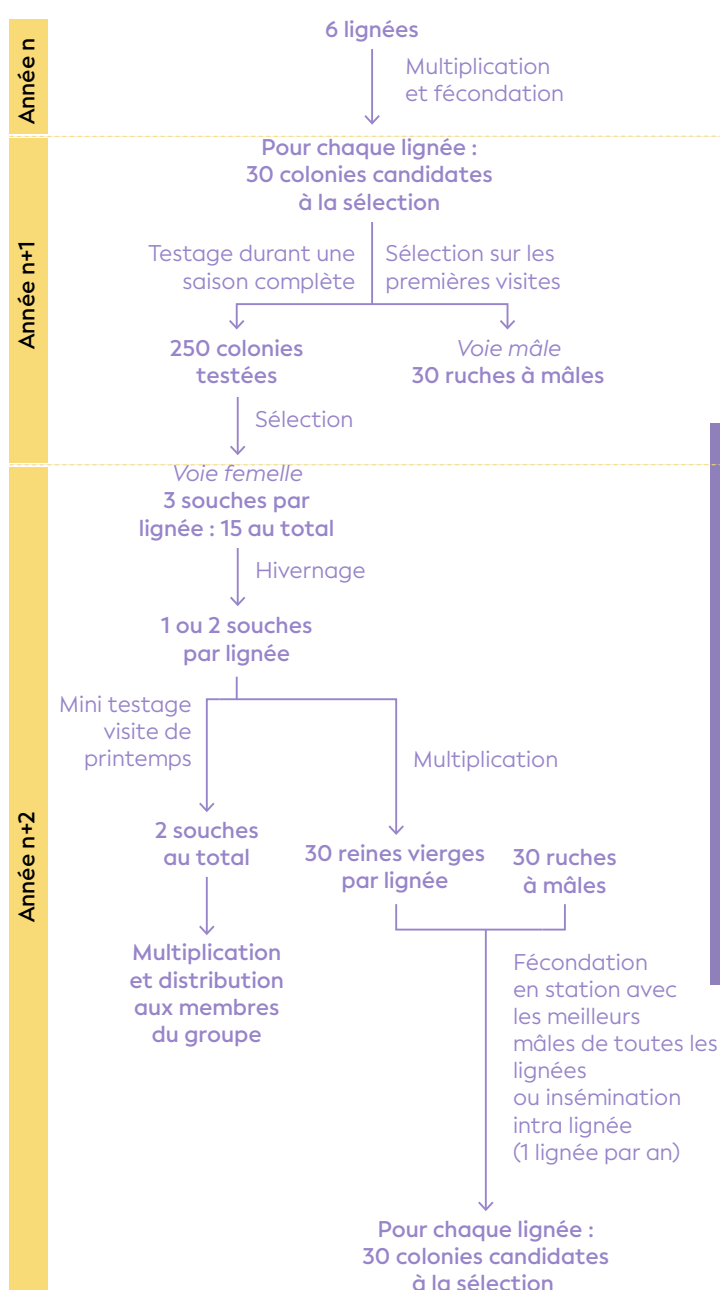 Année n
6 lignées
Multiplication
et fécondation
Année n+1
Pour chaque lignée :
30 colonies candidates
à la sélection
Testage durant une
saison complète
Sélection sur les
premières visites
250 colonies
testées
Voie mâle
30 ruches à mâles
Sélection
Année n+2
Voie femelle
3 souches par
lignée : 15 au total
Hivernage
1 ou 2 souches
par lignée
Mini testage
visite de
printemps
Multiplication
2 souches
au total
30 reines vierges
par lignée
30 ruches
à mâles
Multiplication
et distribution
aux membres
du groupe
Fécondation
en station avec
les meilleurs
mâles de toutes les
lignées
ou insémination
intra lignée
(1 lignée par an)
Pour chaque lignée :
30 colonies candidates
à la sélection